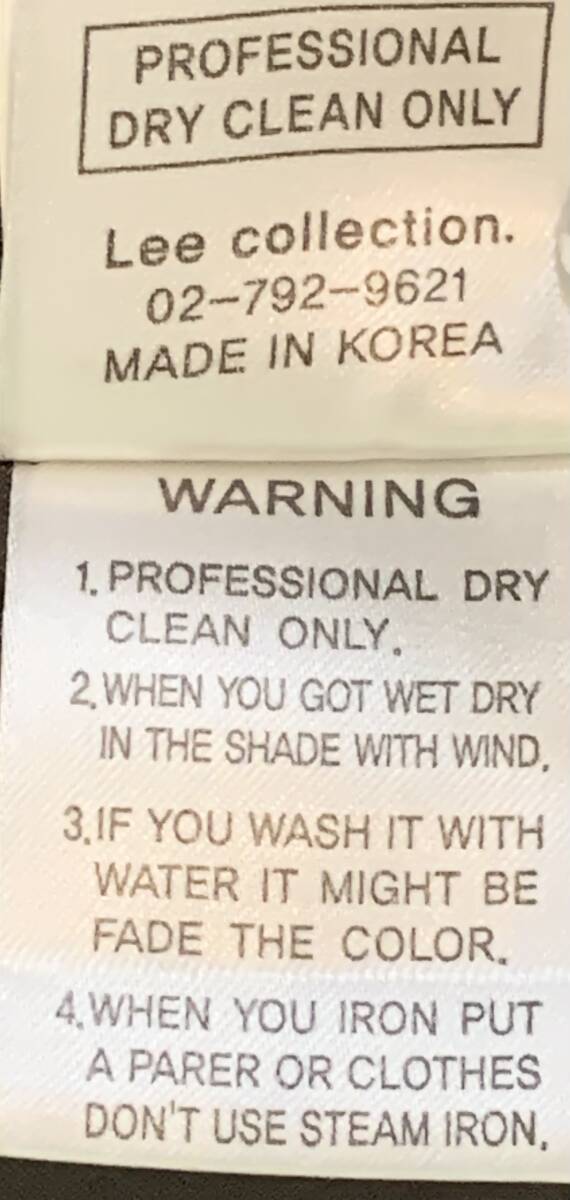 PROFESSIONAL
DRY CLEAN ONLY
Lee collection.
02-792-9621
MADE IN KOREA
WARNING
1. PROFESSIONAL DRY
CLEAN ONLY.
2. WHEN YOU GOT WET DRY
IN THE SHADE WITH WIND.
3. IF YOU WASH IT WITH
WATER IT MIGHT BE
FADE THE COLOR.
4. WHEN YOU IRON PUT
A PARER OR CLOTHES
DON'T USE STEAM IRON.